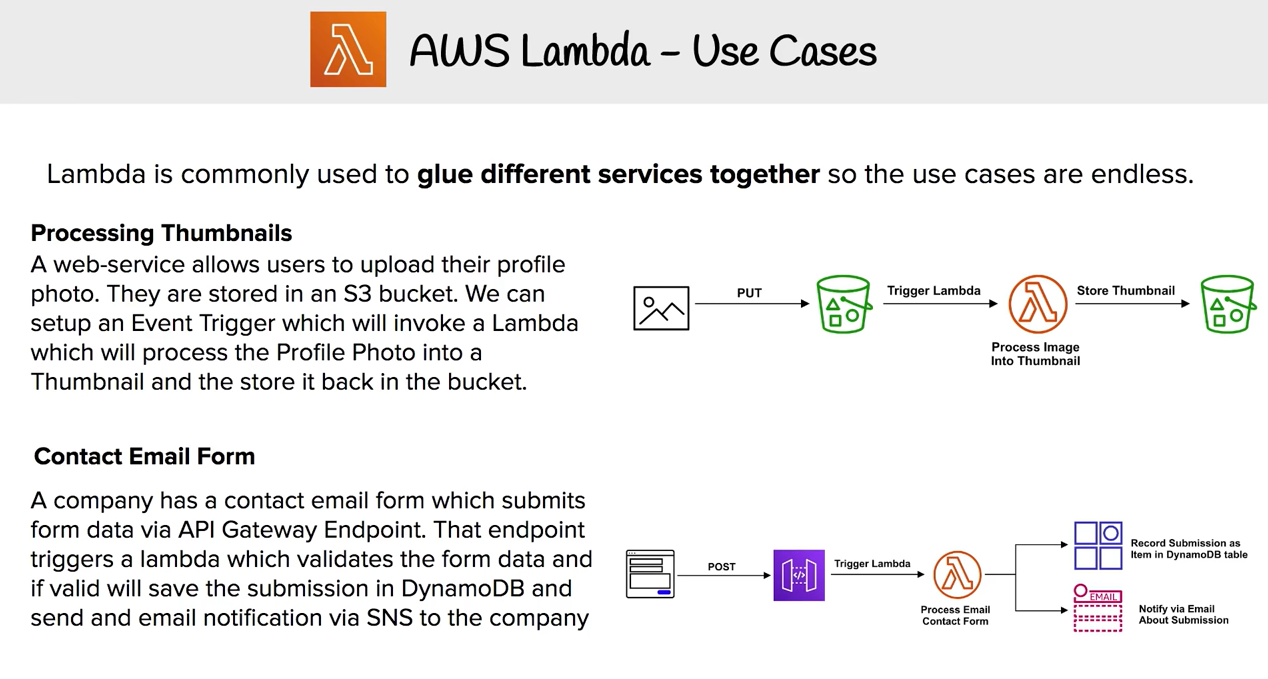 AWS Lambda – Use Cases
Lambda is commonly used to glue different services together so the use cases are endless.
Processing Thumbnails
A web-service allows users to upload their profile
photo. They are stored in an S3 bucket. We can
setup an Event Trigger which will invoke a Lambda
which will process the Profile Photo into a
Thumbnail and the store it back in the bucket.
PUT
Trigger Lambda
Store Thumbnail
Process Image
Into Thumbnail
Contact Email Form
A company has a contact email form which submits
form data via API Gateway Endpoint. That endpoint
triggers a lambda which validates the form data and
if valid will save the submission in DynamoDB and
send and email notification via SNS to the company
POST
Trigger Lambda
Process Email
Contact Form
Record Submission as
Item in DynamoDB table
EMAIL
Notify via Email
About Submission